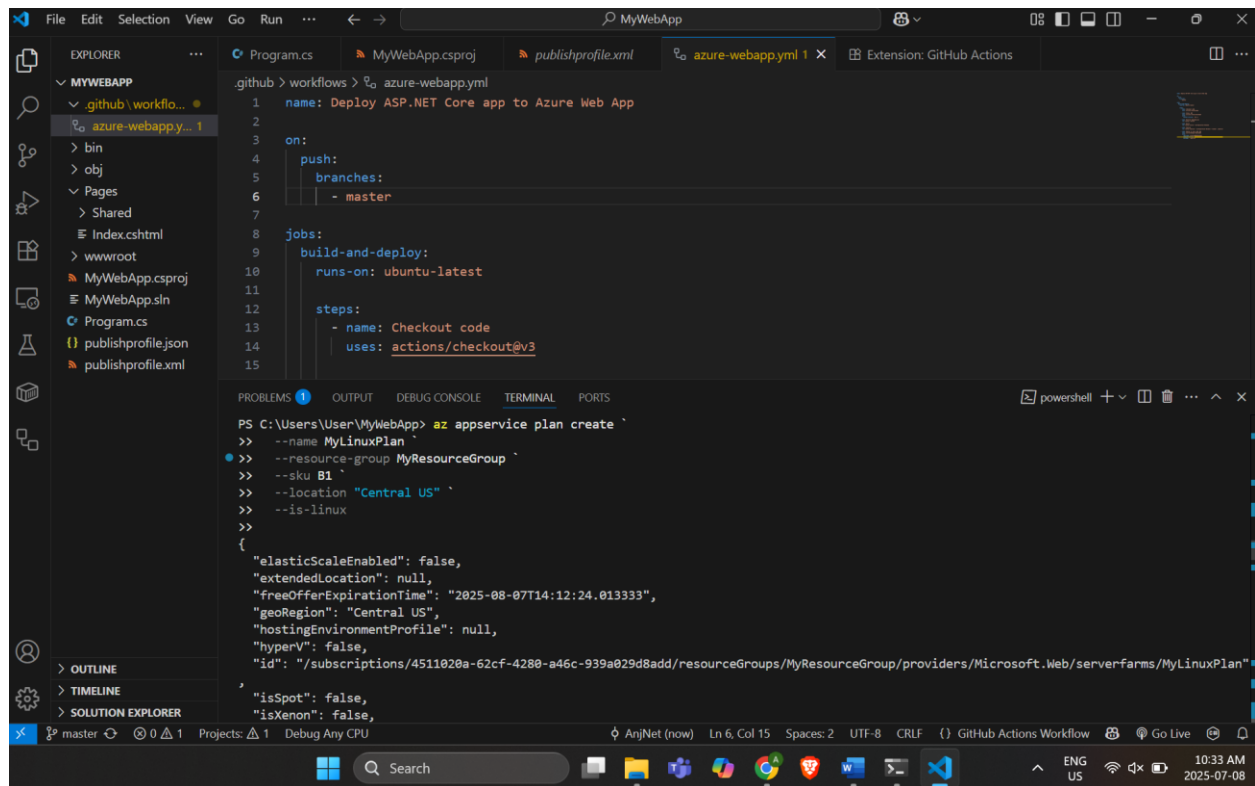 File Edit Selection View Go Run ··· MyWebApp
EXPLORER ···
MYWEBAPP
.github\workflo...
azure-webapp.y... 1
bin
obj
Pages
Shared
Index.cshtml
wwwroot
MyWebApp.csproj
MyWebApp.sln
Program.cs
publishprofile.json
publishprofile.xml
OUTLINE
TIMELINE
SOLUTION EXPLORER
Program.cs MyWebApp.csproj publishprofile.xml azure-webapp.yml 1 Extension: GitHub Actions
.github > workflows > azure-webapp.yml
1 name: Deploy ASP.NET Core app to Azure Web App
2
3 on:
4 push:
5 branches:
6 - master
7
8 jobs:
9 build-and-deploy:
10 runs-on: ubuntu-latest
11
12 steps:
13 - name: Checkout code
14 uses: actions/checkout@v3
15
PROBLEMS 1 OUTPUT DEBUG CONSOLE TERMINAL PORTS powershell
PS C:\Users\User\MyWebApp> az appservice plan create `
>> --name MyLinuxPlan `
>> --resource-group MyResourceGroup `
>> --sku B1 `
>> --location "Central US" `
>> --is-linux
>>
{
"elasticScaleEnabled": false,
"extendedLocation": null,
"freeOfferExpirationTime": "2025-08-07T14:12:24.013333",
"geoRegion": "Central US",
"hostingEnvironmentProfile": null,
"hyperV": false,
"id": "/subscriptions/4511020a-62cf-4280-a46c-939a029d8add/resourceGroups/MyResourceGroup/providers/Microsoft.Web/serverfarms/MyLinuxPlan"
,
"isSpot": false,
"isXenon": false,
master 0 1 Projects: 1 Debug Any CPU AnjNet (now) Ln 6, Col 15 Spaces: 2 UTF-8 CRLF {} GitHub Actions Workflow Go Live
Search
ENG
US
10:33 AM
2025-07-08